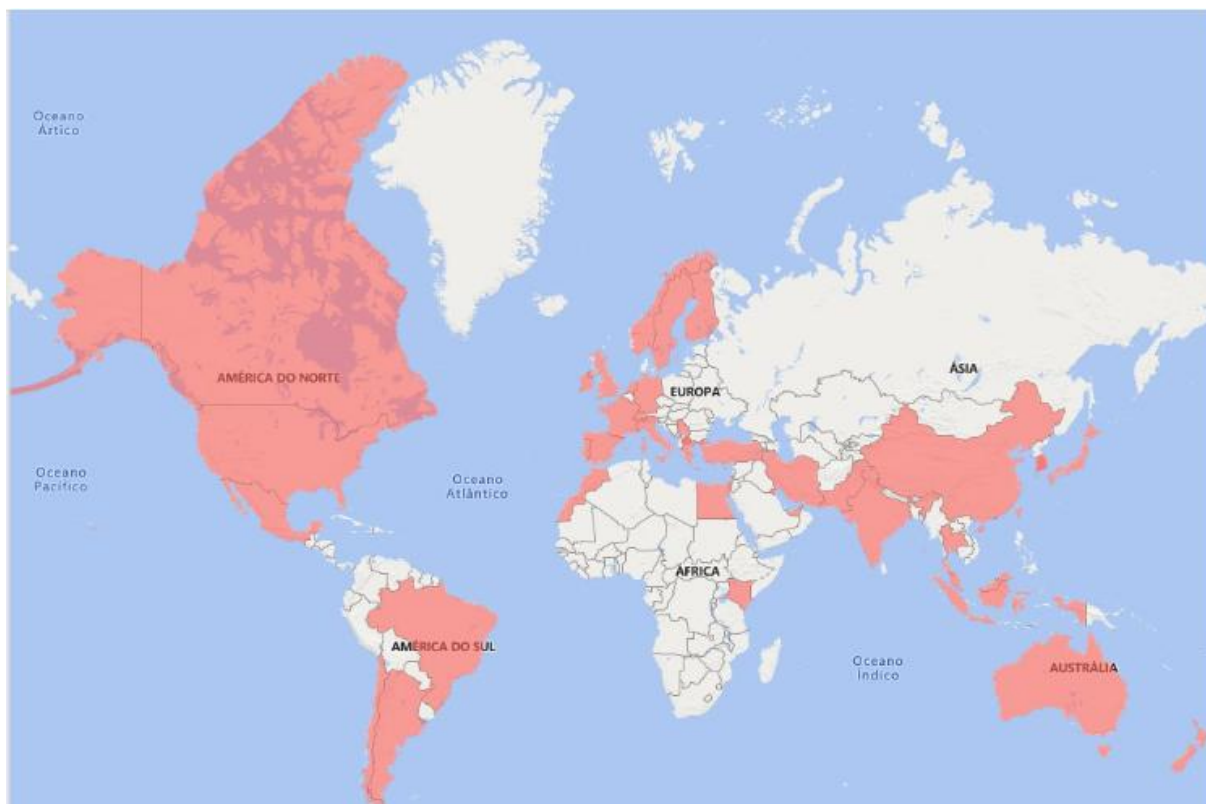 Oceano
Ártico
AMÉRICA DO NORTE
ÁSIA
EUROPA
Oceano
Pacífico
Oceano
Atlântico
ÁFRICA
AMÉRICA DO SUL
Oceano
Índico
AUSTRÁLIA